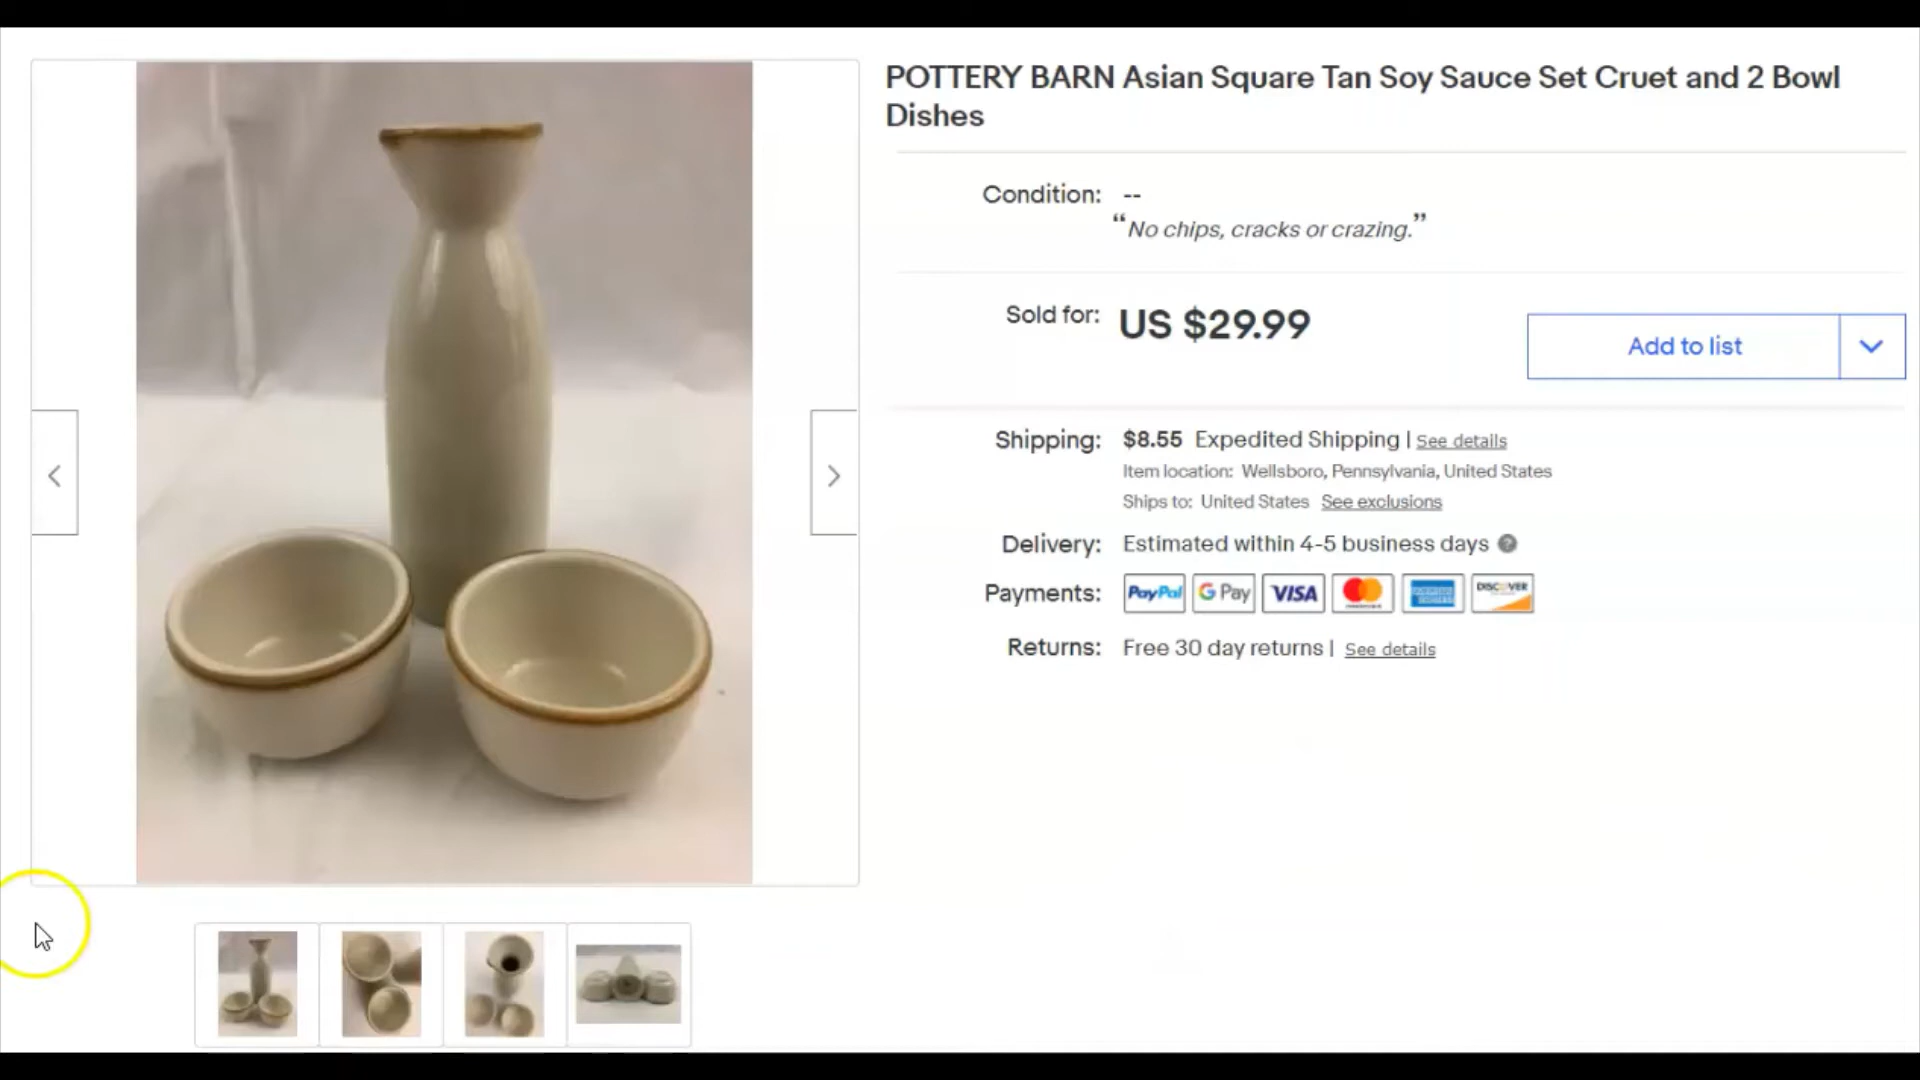 POTTERY BARN Asian Square Tan Soy Sauce Set Cruet and 2 Bowl
Dishes
Condition: --
“No chips, cracks or crazing.”
Sold for: US $29.99
Add to list
Shipping: $8.55 Expedited Shipping | See details
Item location: Wellsboro, Pennsylvania, United States
Ships to: United States See exclusions
Delivery: Estimated within 4-5 business days ?
Payments: PayPal G Pay VISA mastercard AMERICAN EXPRESS DISCOVER
Returns: Free 30 day returns | See details